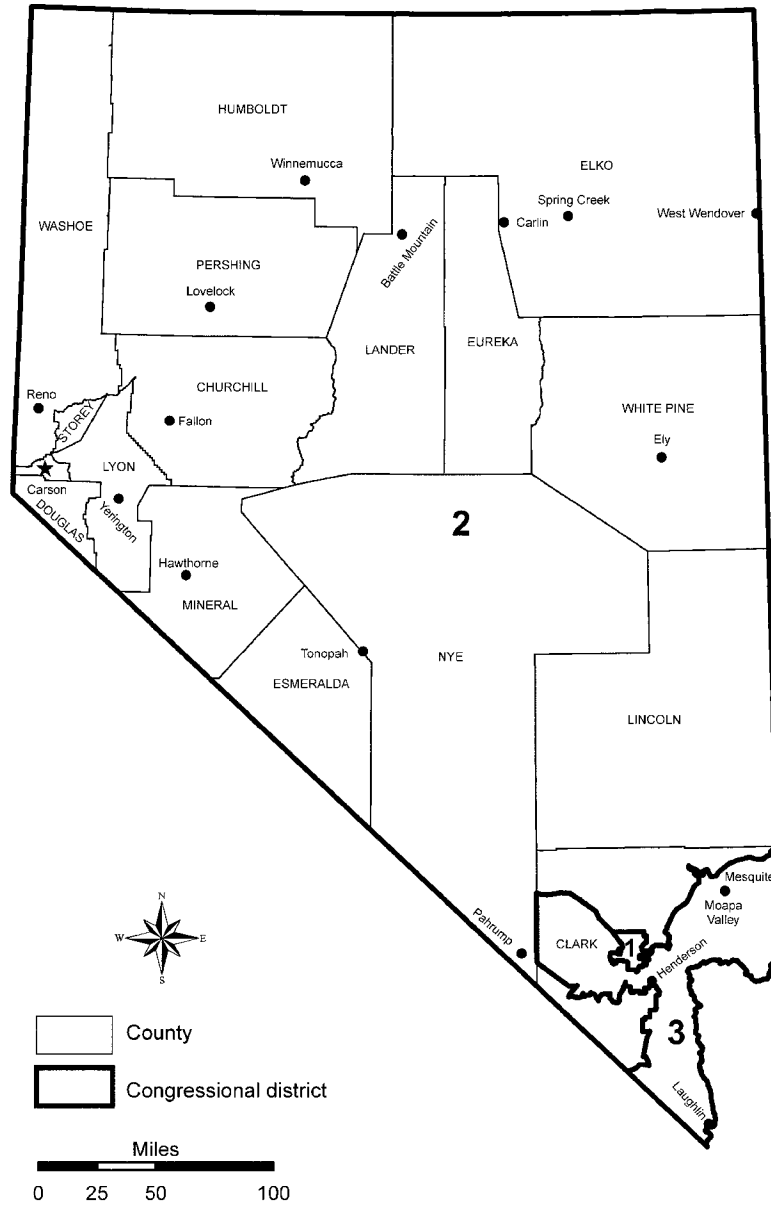 HUMBOLDT
Winnemucca
ELKO
Spring Creek
Carlin
West Wendover
WASHOE
Battle Mountain
PERSHING
Lovelock
LANDER
EUREKA
CHURCHILL
Reno
STOREY
Fallon
WHITE PINE
Ely
LYON
Carson
Yerington
DOUGLAS
2
Hawthorne
MINERAL
Tonopah
NYE
ESMERALDA
LINCOLN
Mesquite
Moapa
Valley
Pahrump
CLARK
1
Henderson
3
Laughlin
N
W
E
S
County
Congressional district
Miles
0 25 50 100